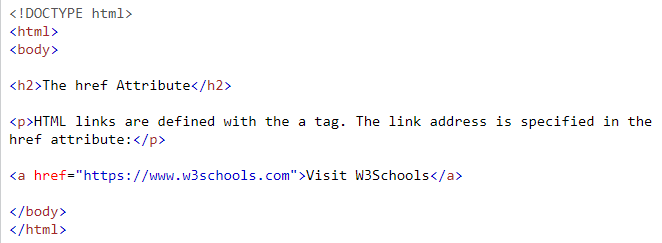 <!DOCTYPE html>
<html>
<body>
<h2>The href Attribute</h2>
<p>HTML links are defined with the a tag. The link address is specified in the
href attribute:</p>
<a href="https://www.w3schools.com">Visit W3Schools</a>
</body>
</html>